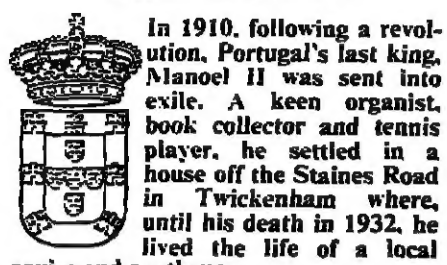 In 1910, following a revol-
ution, Portugal's last king,
Manoel II was sent into
exile. A keen organist,
book collector and tennis
player, he settled in a
house off the Staines Road
in Twickenham where,
until his death in 1932, he
lived the life of a local